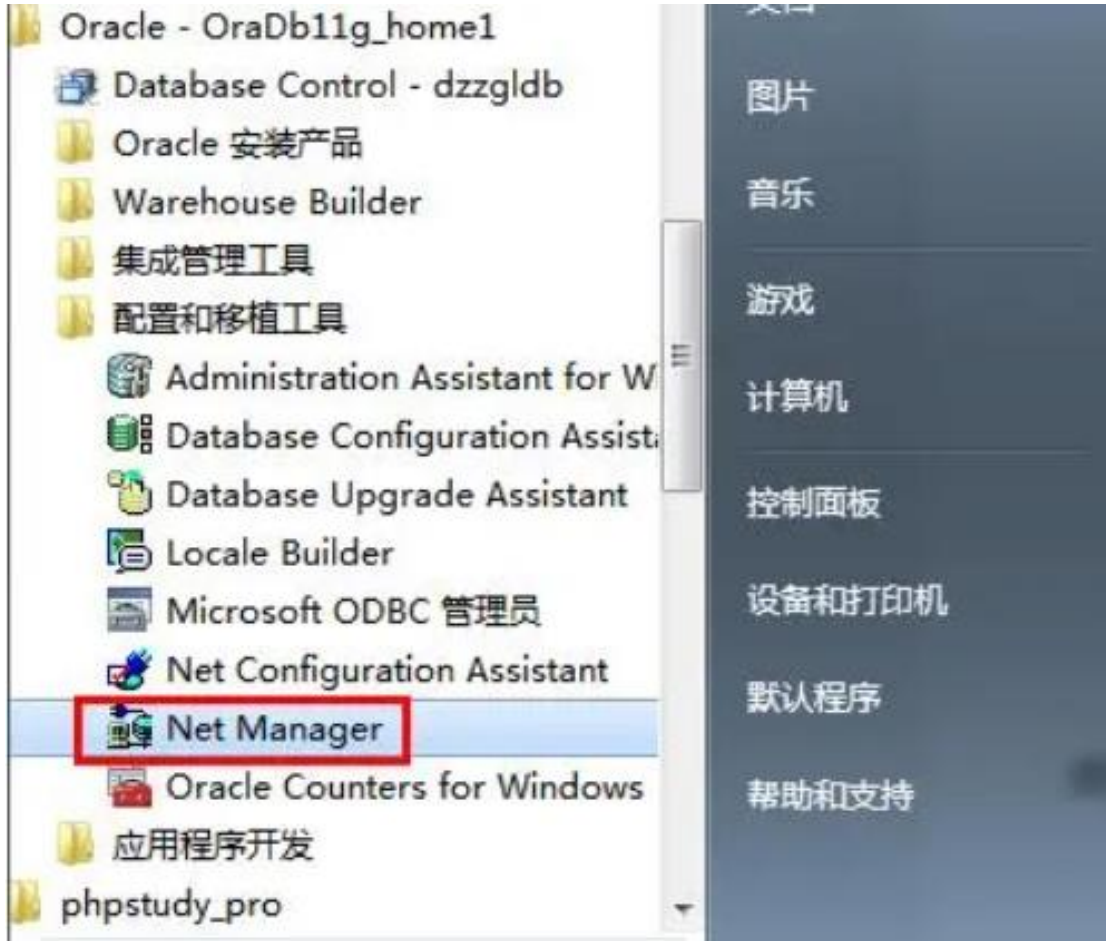 Oracle - OraDb11g_home1
Database Control - dzzgldb
Oracle 安装产品
Warehouse Builder
集成管理工具
配置和移植工具
Administration Assistant for W
Database Configuration Assista
Database Upgrade Assistant
Locale Builder
Microsoft ODBC 管理员
Net Configuration Assistant
Net Manager
Oracle Counters for Windows
应用程序开发
phpstudy_pro
图片
音乐
游戏
计算机
控制面板
设备和打印机
默认程序
帮助和支持